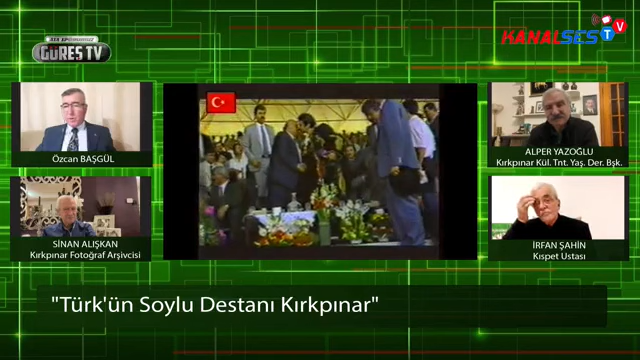 GÜREŞ TV
KANALSES TV
Özcan BAŞGÜL
ALPER YAZOĞLU
Kırkpınar Kül. Tnt. Yaş. Der. Bşk.
SİNAN ALIŞKAN
Kırkpınar Fotoğraf Arşivcisi
İRFAN ŞAHİN
Kıspet Ustası
"Türk'ün Soylu Destanı Kırkpınar"